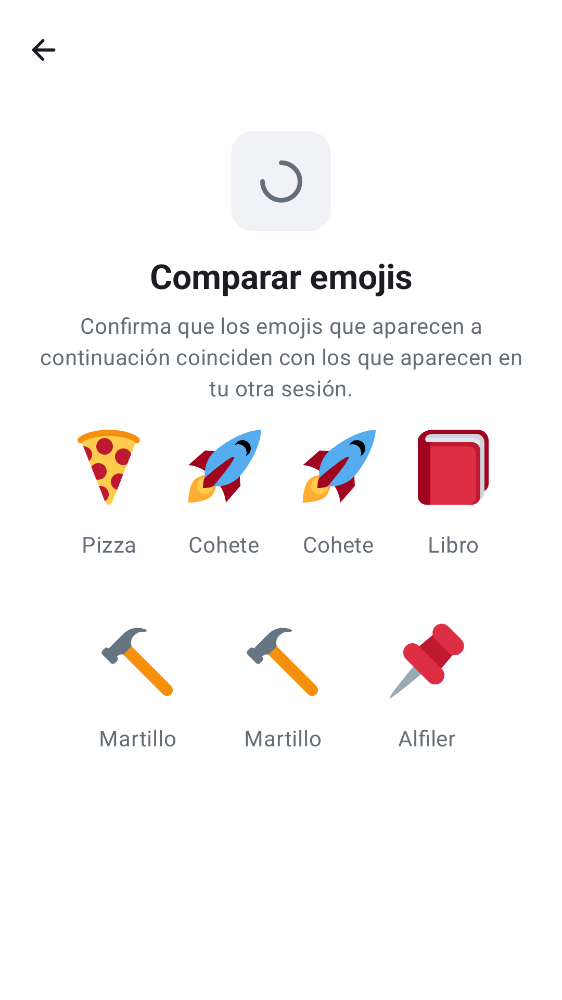 Comparar emojis
Confirma que los emojis que aparecen a
continuación coinciden con los que aparecen en
tu otra sesión.
Pizza Cohete Cohete Libro
Martillo Martillo Alfiler